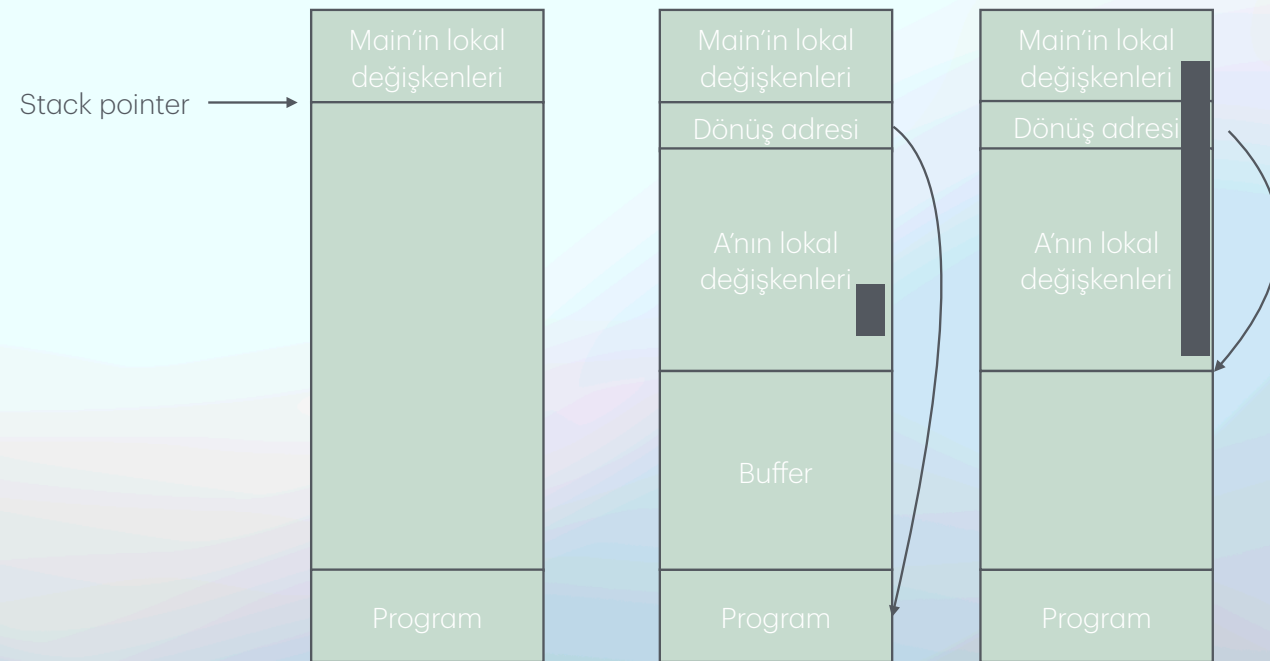 Stack pointer
Main’in lokal
değişkenleri
Program
Main’in lokal
değişkenleri
Dönüş adresi
A’nın lokal
değişkenleri
Buffer
Program
Main’in lokal
değişkenleri
Dönüş adresi
A’nın lokal
değişkenleri
Program